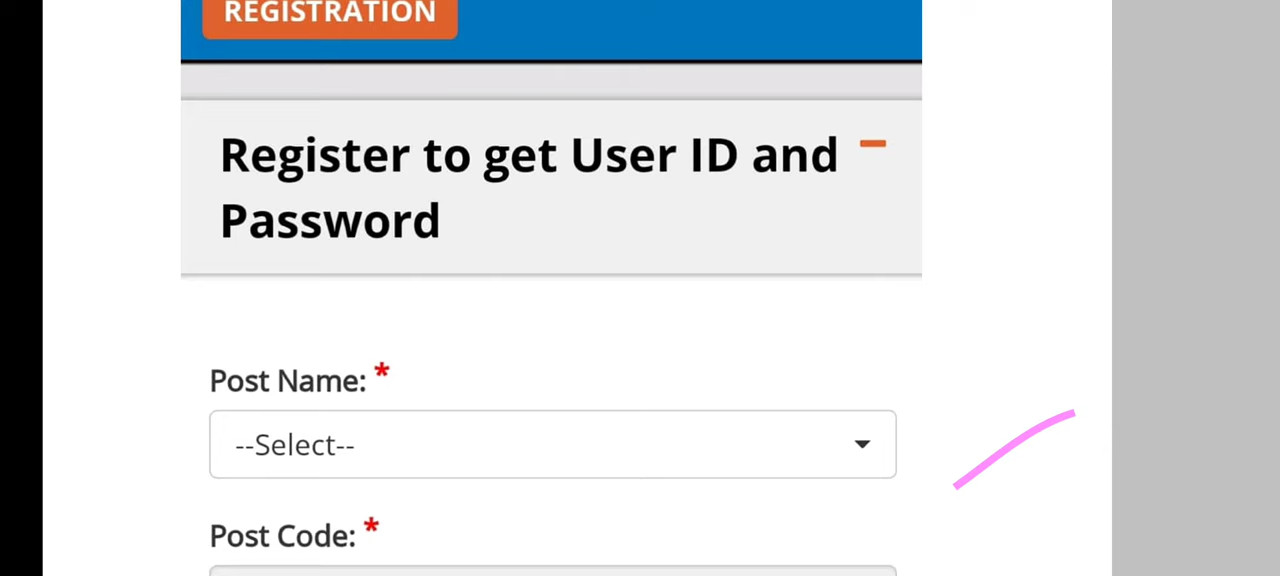 REGISTRATION
Register to get User ID and
Password
Post Name: *
--Select--
Post Code: *